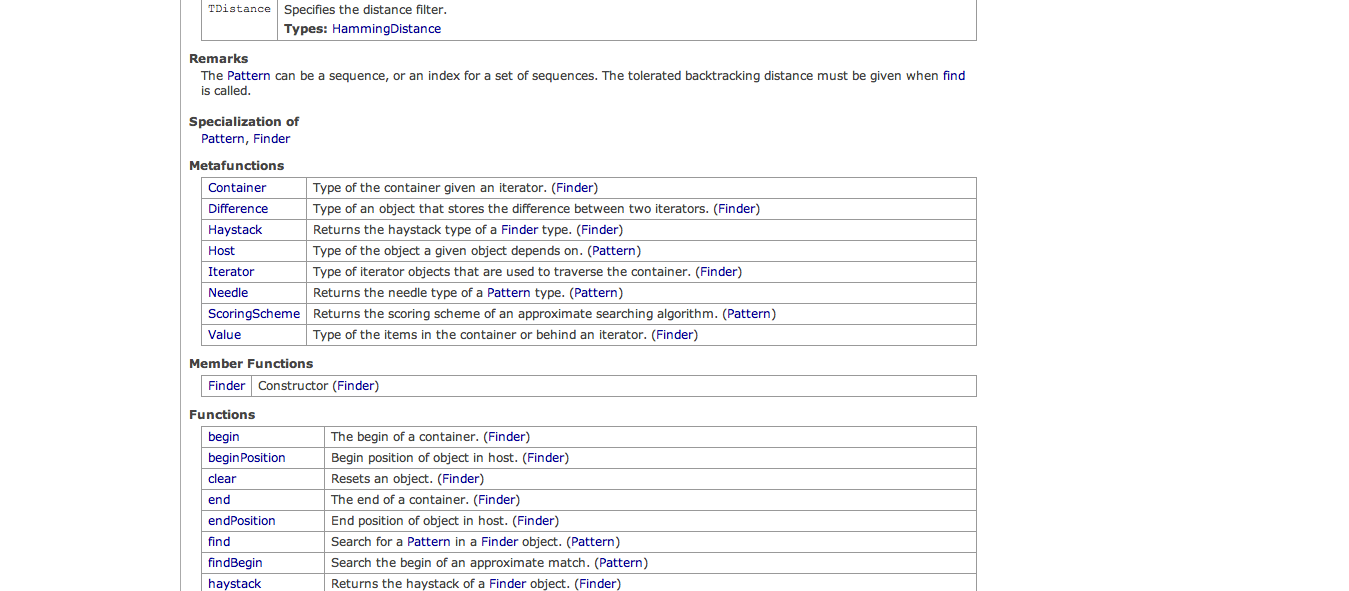 TDistance Specifies the distance filter.
Types: HammingDistance
Remarks
The Pattern can be a sequence, or an index for a set of sequences. The tolerated backtracking distance must be given when find
is called.
Specialization of
Pattern, Finder
Metafunctions
Container Type of the container given an iterator. (Finder)
Difference Type of an object that stores the difference between two iterators. (Finder)
Haystack Returns the haystack type of a Finder type. (Finder)
Host Type of the object a given object depends on. (Pattern)
Iterator Type of iterator objects that are used to traverse the container. (Finder)
Needle Returns the needle type of a Pattern type. (Pattern)
ScoringScheme Returns the scoring scheme of an approximate searching algorithm. (Pattern)
Value Type of the items in the container or behind an iterator. (Finder)
Member Functions
Finder Constructor (Finder)
Functions
begin The begin of a container. (Finder)
beginPosition Begin position of object in host. (Finder)
clear Resets an object. (Finder)
end The end of a container. (Finder)
endPosition End position of object in host. (Finder)
find Search for a Pattern in a Finder object. (Pattern)
findBegin Search the begin of an approximate match. (Pattern)
haystack Returns the haystack of a Finder object. (Finder)